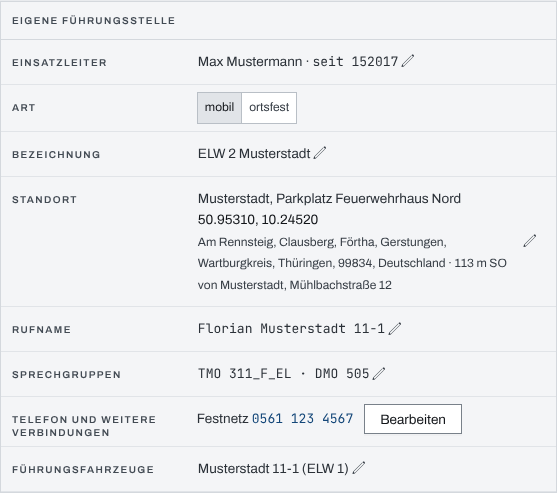 EIGENE FÜHRUNGSSTELLE
EINSATZLEITER
Max Mustermann · seit 152017
ART
mobil ortsfest
BEZEICHNUNG
ELW 2 Musterstadt
STANDORT
Musterstadt, Parkplatz Feuerwehrhaus Nord
50.95310, 10.24520
Am Rennsteig, Clausberg, Förtha, Gerstungen,
Wartburgkreis, Thüringen, 99834, Deutschland · 113 m SO
von Musterstadt, Mühlbachstraße 12
RUFNAME
Florian Musterstadt 11-1
SPRECHGRUPPEN
TMO 311_F_EL · DMO 505
TELEFON UND WEITERE
VERBINDUNGEN
Festnetz 0561 123 4567 Bearbeiten
FÜHRUNGSFAHRZEUGE
Musterstadt 11-1 (ELW 1)